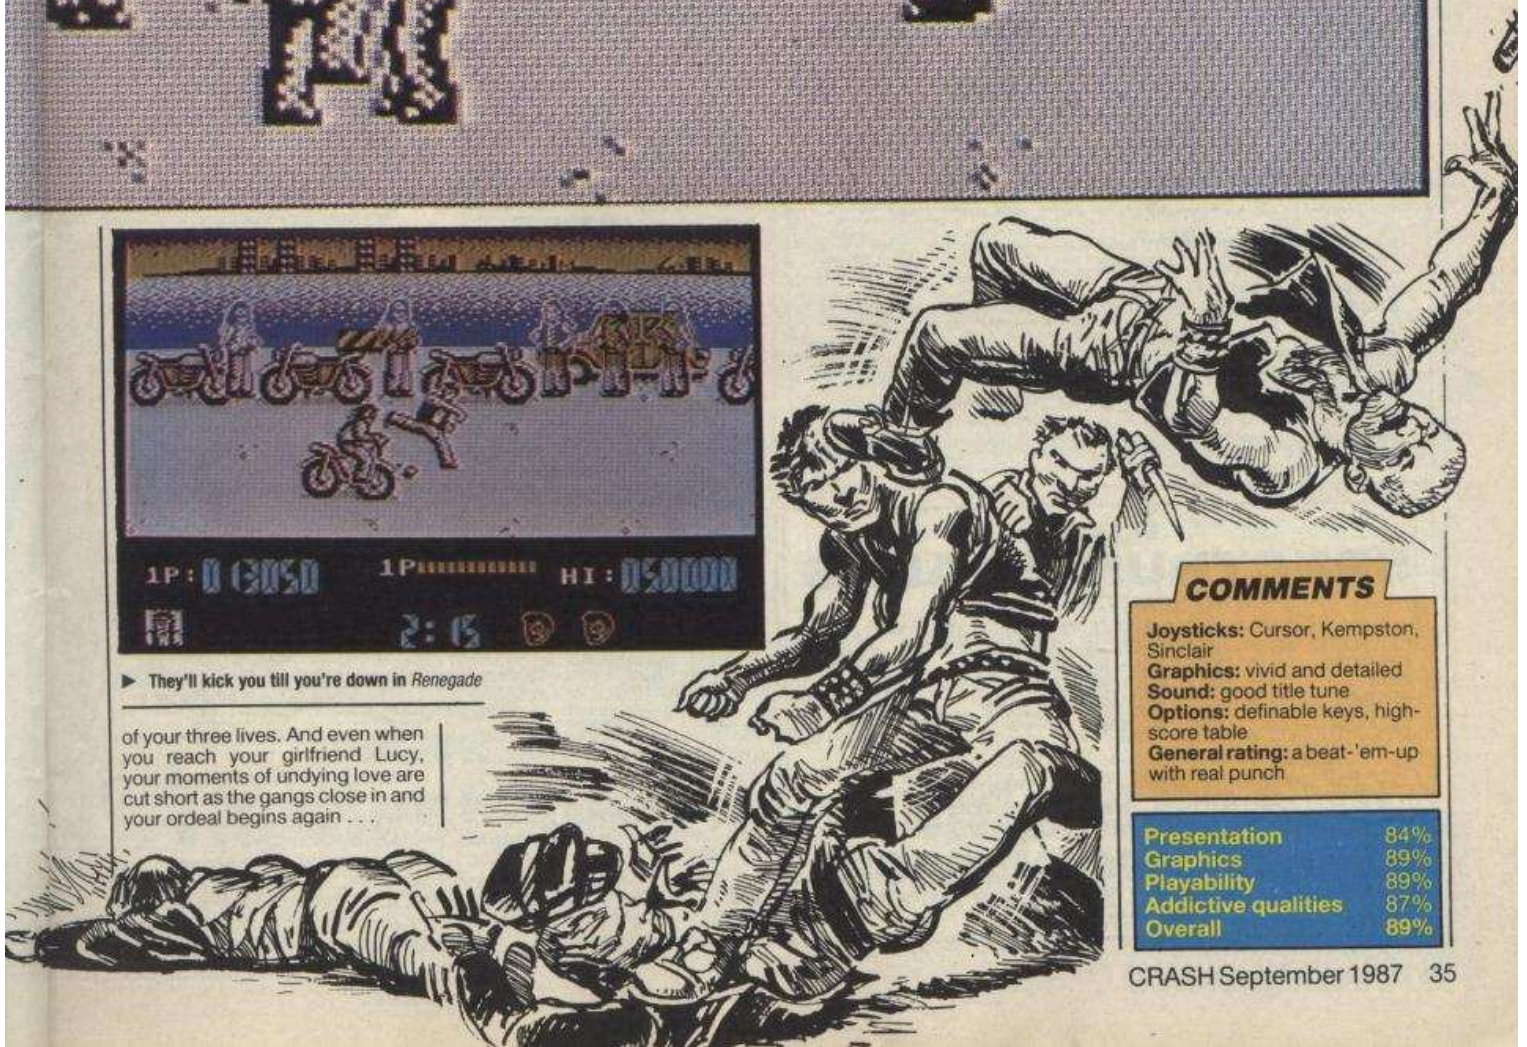 1P:
1P
HI:
2:15
► They'll kick you till you're down in Renegade
of your three lives. And even when
you reach your girlfriend Lucy,
your moments of undying love are
cut short as the gangs close in and
your ordeal begins again . . .
COMMENTS
Joysticks: Cursor, Kempston,
Sinclair
Graphics: vivid and detailed
Sound: good title tune
Options: definable keys, high-
score table
General rating: a beat-'em-up
with real punch
Presentation 84%
Graphics 89%
Playability 89%
Addictive qualities 87%
Overall 89%
CRASH September 1987 35